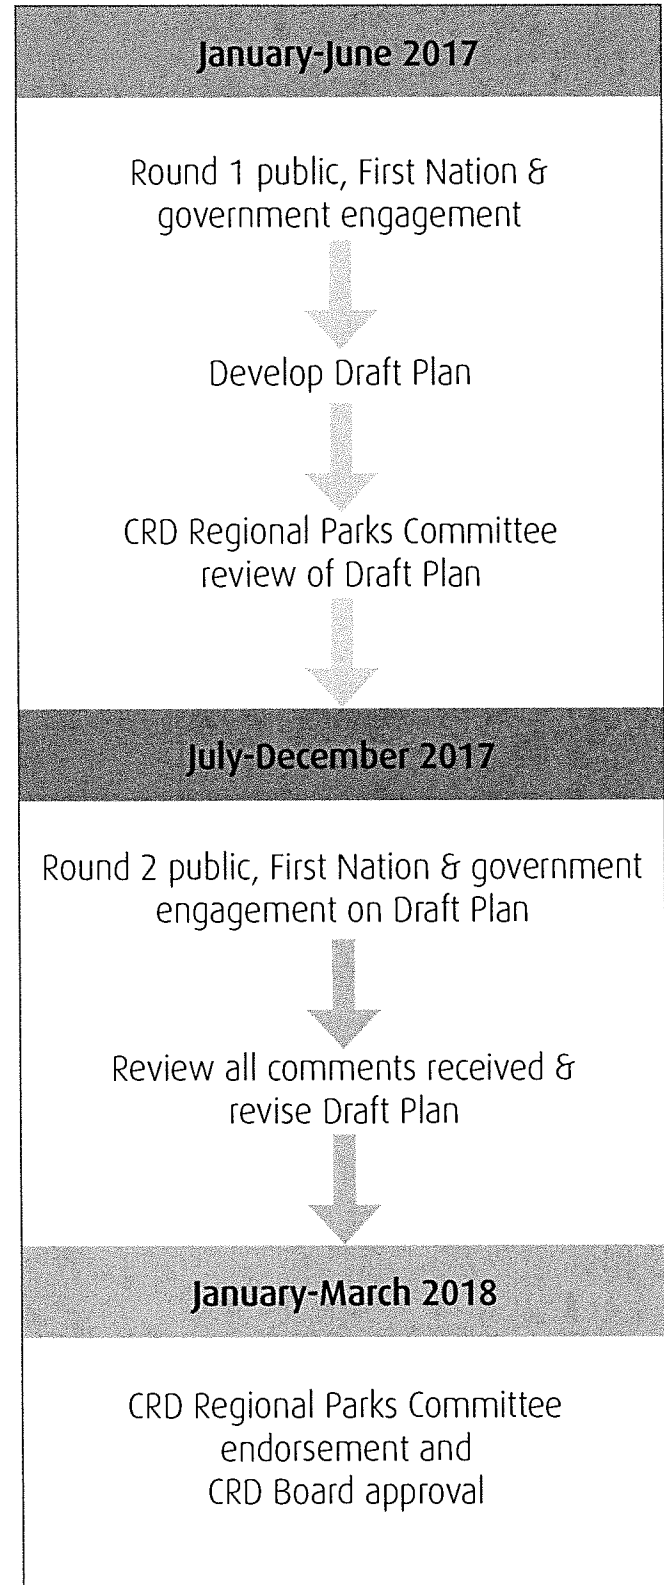 January-June 2017
Round 1 public, First Nation &
government engagement
Develop Draft Plan
CRD Regional Parks Committee
review of Draft Plan
July-December 2017
Round 2 public, First Nation & government
engagement on Draft Plan
Review all comments received &
revise Draft Plan
January-March 2018
CRD Regional Parks Committee
endorsement and
CRD Board approval